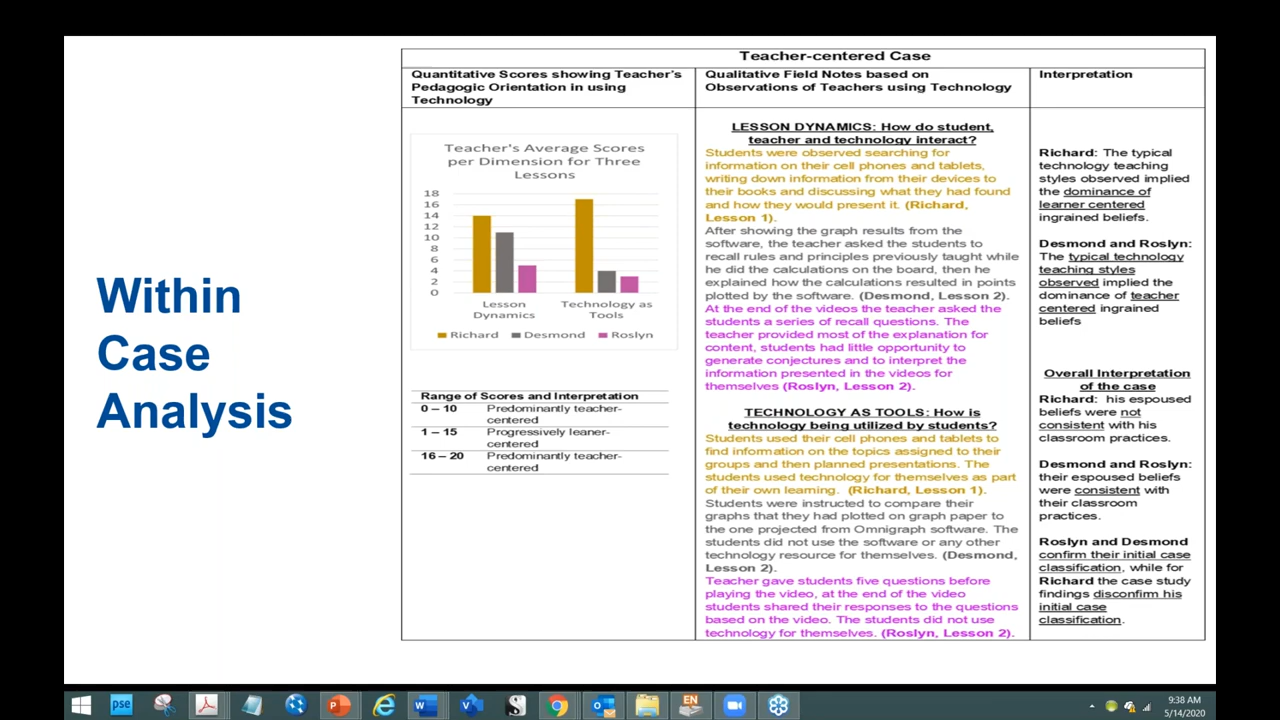 Within
Case
Analysis
Teacher-centered Case
Quantitative Scores showing Teacher's
Pedagogic Orientation in using
Technology
Teacher's Average Scores
per Dimension for Three
Lessons
18
16
14
12
10
8
6
4
2
0
Lesson
Dynamics
Technology as
Tools
Richard Desmond Roslyn
Range of Scores and Interpretation
0 – 10 Predominantly teacher-
centered
1 – 15 Progressively leaner-
centered
16 – 20 Predominantly teacher-
centered
Qualitative Field Notes based on
Observations of Teachers using Technology
LESSON DYNAMICS: How do student,
teacher and technology interact?
Students were observed searching for
information on their cell phones and tablets,
writing down information from their devices to
their books and discussing what they had found
and how they would present it. (Richard,
Lesson 1).
After showing the graph results from the
software, the teacher asked the students to
recall rules and principles previously taught while
he did the calculations on the board, then he
explained how the calculations resulted in points
plotted by the software. (Desmond, Lesson 2).
At the end of the videos the teacher asked the
students a series of recall questions. The
teacher provided most of the explanation for
content, students had little opportunity to
generate conjectures and to interpret the
information presented in the videos for
themselves (Roslyn, Lesson 2).
TECHNOLOGY AS TOOLS: How is
technology being utilized by students?
Students used their cell phones and tablets to
find information on the topics assigned to their
groups and then planned presentations. The
students used technology for themselves as part
of their own learning. (Richard, Lesson 1).
Students were instructed to compare their
graphs that they had plotted on graph paper to
the one projected from Omnigraph software. The
students did not use the software or any other
technology resource for themselves. (Desmond,
Lesson 2).
Teacher gave students five questions before
playing the video, at the end of the video
students shared their responses to the questions
based on the video. The students did not use
technology for themselves. (Roslyn, Lesson 2).
Interpretation
Richard: The typical
technology teaching
styles observed implied
the dominance of
learner centered
ingrained beliefs.
Desmond and Roslyn:
The typical technology
teaching styles
observed implied the
dominance of teacher
centered ingrained
beliefs
Overall Interpretation
of the case
Richard: his espoused
beliefs were not
consistent with his
classroom practices.
Desmond and Roslyn:
their espoused beliefs
were consistent with
their classroom
practices.
Roslyn and Desmond
confirm their initial case
classification, while for
Richard the case study
findings disconfirm his
initial case
classification.
pse
EN
9:38 AM
5/14/2020